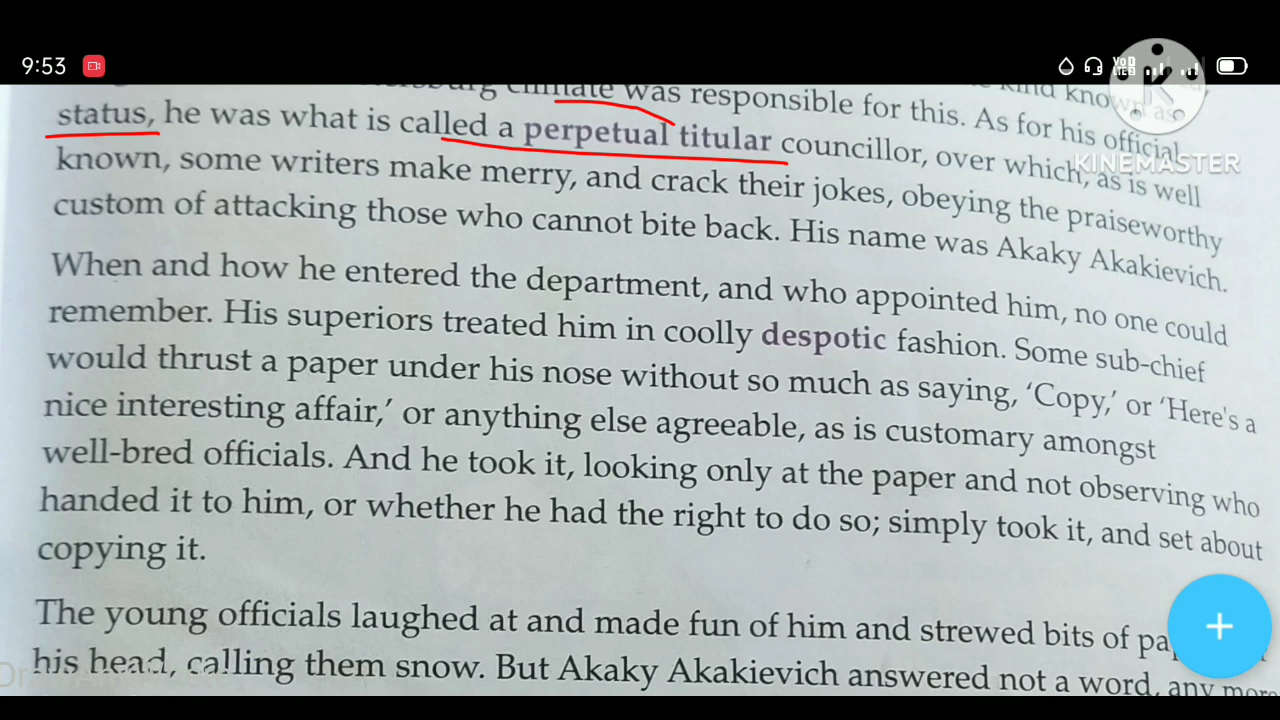 9:53
climate was responsible for this. As for his official
status, he was what is called a perpetual titular councillor, over which, as is well
known, some writers make merry, and crack their jokes, obeying the praiseworthy
custom of attacking those who cannot bite back. His name was Akaky Akakievich.
When and how he entered the department, and who appointed him, no one could
remember. His superiors treated him in coolly despotic fashion. Some sub-chief
would thrust a paper under his nose without so much as saying, ‘Copy,’ or ‘Here's a
nice interesting affair,’ or anything else agreeable, as is customary amongst
well-bred officials. And he took it, looking only at the paper and not observing who
handed it to him, or whether he had the right to do so; simply took it, and set about
copying it.
The young officials laughed at and made fun of him and strewed bits of
his head, calling them snow. But Akaky Akakievich answered not a word, any more
K
KINEMASTER